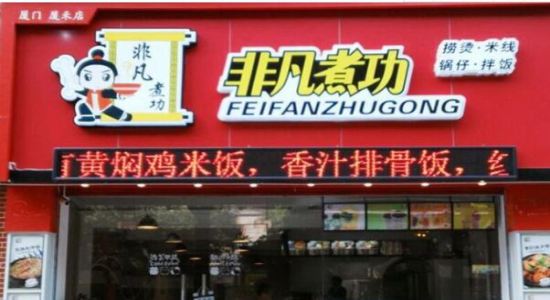 厦门 厦禾店
非凡
煮功
非凡煮功
FEIFANZHUGONG
捞烫·米线
锅仔·拌饭
黄焖鸡米饭，香汁排骨饭，